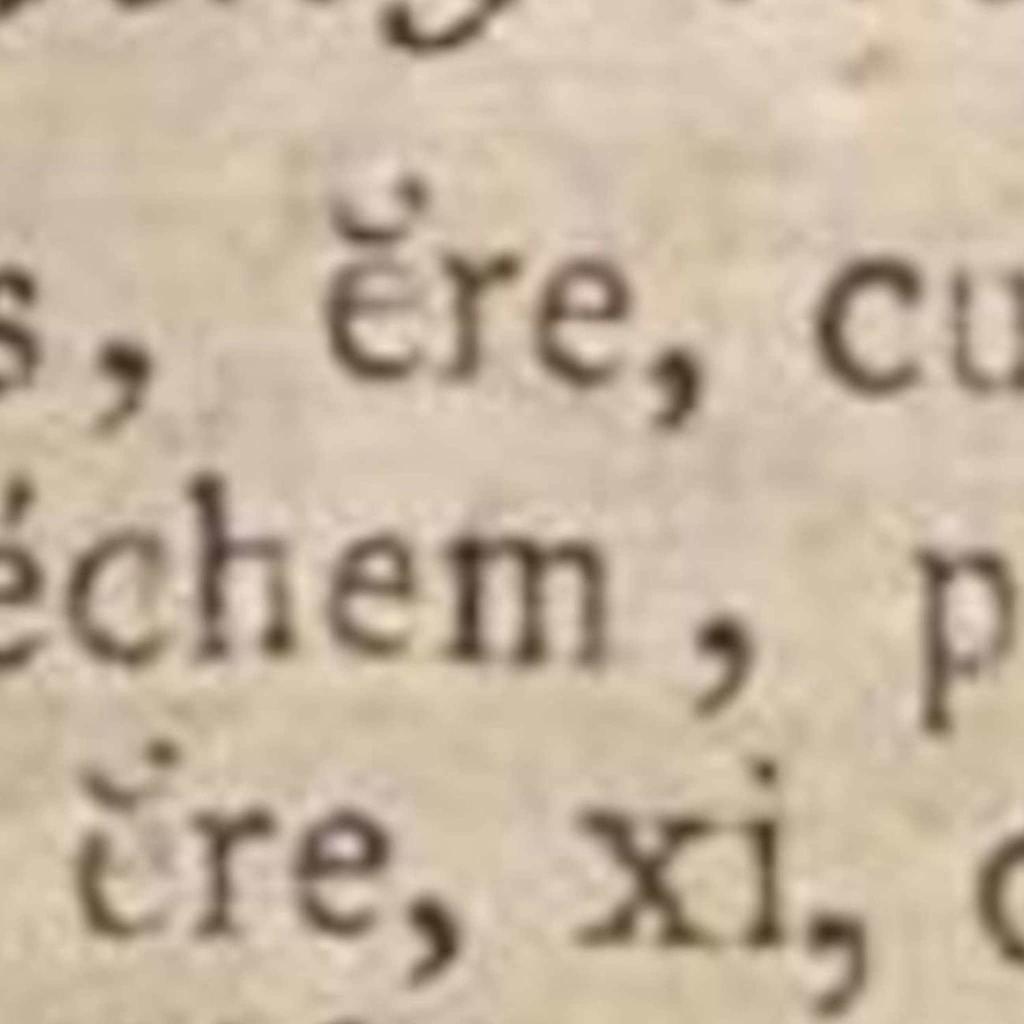 s, ĕre, cu
échem, p
ĕre, xi, c